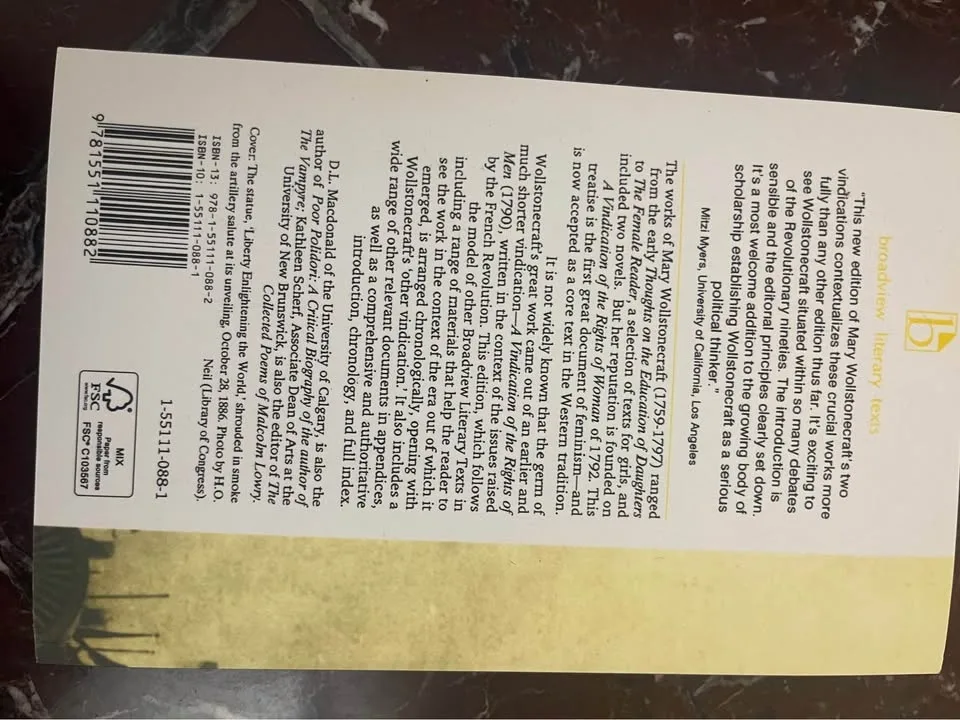 b
broadview literary texts
"This new edition of Mary Wollstonecraft's two
vindications contextualizes these crucial works more
fully than any other edition thus far. It's exciting to
see Wollstonecraft situated within so many debates
of the Revolutionary nineties. The introduction is
sensible and the editorial principles clearly set down.
It's a most welcome addition to the growing body of
scholarship establishing Wollstonecraft as a serious
political thinker."
Mitzi Myers, University of California, Los Angeles
The works of Mary Wollstonecraft (1759-1797) ranged
from the early Thoughts on the Education of Daughters
to The Female Reader, a selection of texts for girls, and
included two novels. But her reputation is founded on
A Vindication of the Rights of Woman of 1792. This
treatise is the first great document of feminism—and
is now accepted as a core text in the Western tradition.
It is not widely known that the germ of
Wollstonecraft's great work came out of an earlier and
much shorter vindication—A Vindication of the Rights of
Men (1790), written in the context of the issues raised
by the French Revolution. This edition, which follows
the model of other Broadview Literary Texts in
including a range of materials that help the reader to
see the work in the context of the era out of which it
emerged, is arranged chronologically, opening with
Wollstonecraft's 'other vindication.' It also includes a
wide range of other relevant documents in appendices,
as well as a comprehensive and authoritative
introduction, chronology, and full index.
D.L. Macdonald of the University of Calgary, is also the
author of Poor Polidori: A Critical Biography of the author of
The Vampyre; Kathleen Scherf, Associate Dean of Arts at the
University of New Brunswick, is also the editor of The
Collected Poems of Malcolm Lowry.
Cover: The statue, 'Liberty Enlightening the World,' shrouded in smoke
from the artillery salute at its unveiling, October 28, 1886. Photo by H.O.
Neil (Library of Congress).
ISBN-13: 978-1-55111-088-2
ISBN-10: 1-55111-088-1
9 781551 110882
1-55111-088-1
FSC
www.fsc.org
MIX
Paper from
responsible sources
FSC® C103567